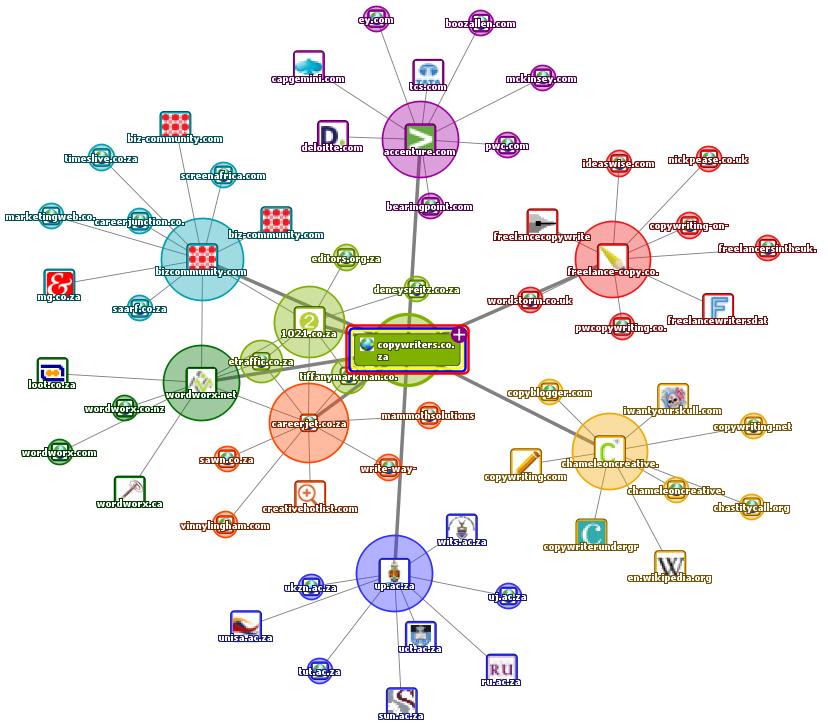 ey.com
boozallen.com
capgemini.com
tcs.com
mckinsey.com
D.
deloitte.com
accenture.com
pwc.com
bearingpoint.com
biz-community.com
timeslive.co.za
screenafrica.com
marketingweb.co.
careerjunction.co.
biz-community.com
bizcommunity.com
mg.co.za
saarf.co.za
ideaswise.com
nickpease.co.uk
freelancecopywrite
copywriting-on-
freelancersintheuk.
freelance-copy.co.
wordstorm.co.uk
F
freelancewritersdat
pwcopywriting.co.
editors.org.za
deneysreitz.co.za
2
1021.co.za
copywriters.co.
za
etraffic.co.za
tiffanymarkman.co.
loot.co.za
wordworx.net
wordworx.co.nz
wordworx.com
wordworx.ca
careerjet.co.za
mammothsolutions
sawn.co.za
write-way-
creativehotlist.com
vinnylingham.com
copyblogger.com
iwantyourskull.com
copywriting.net
C
chameleoncreative.
copywriting.com
chameleoncreative.
chastitycall.org
C
copywriterundergr
W
en.wikipedia.org
wits.ac.za
up.ac.za
ukzn.ac.za
uj.ac.za
unisa.ac.za
uct.ac.za
tut.ac.za
RU
ru.ac.za
sun.ac.za